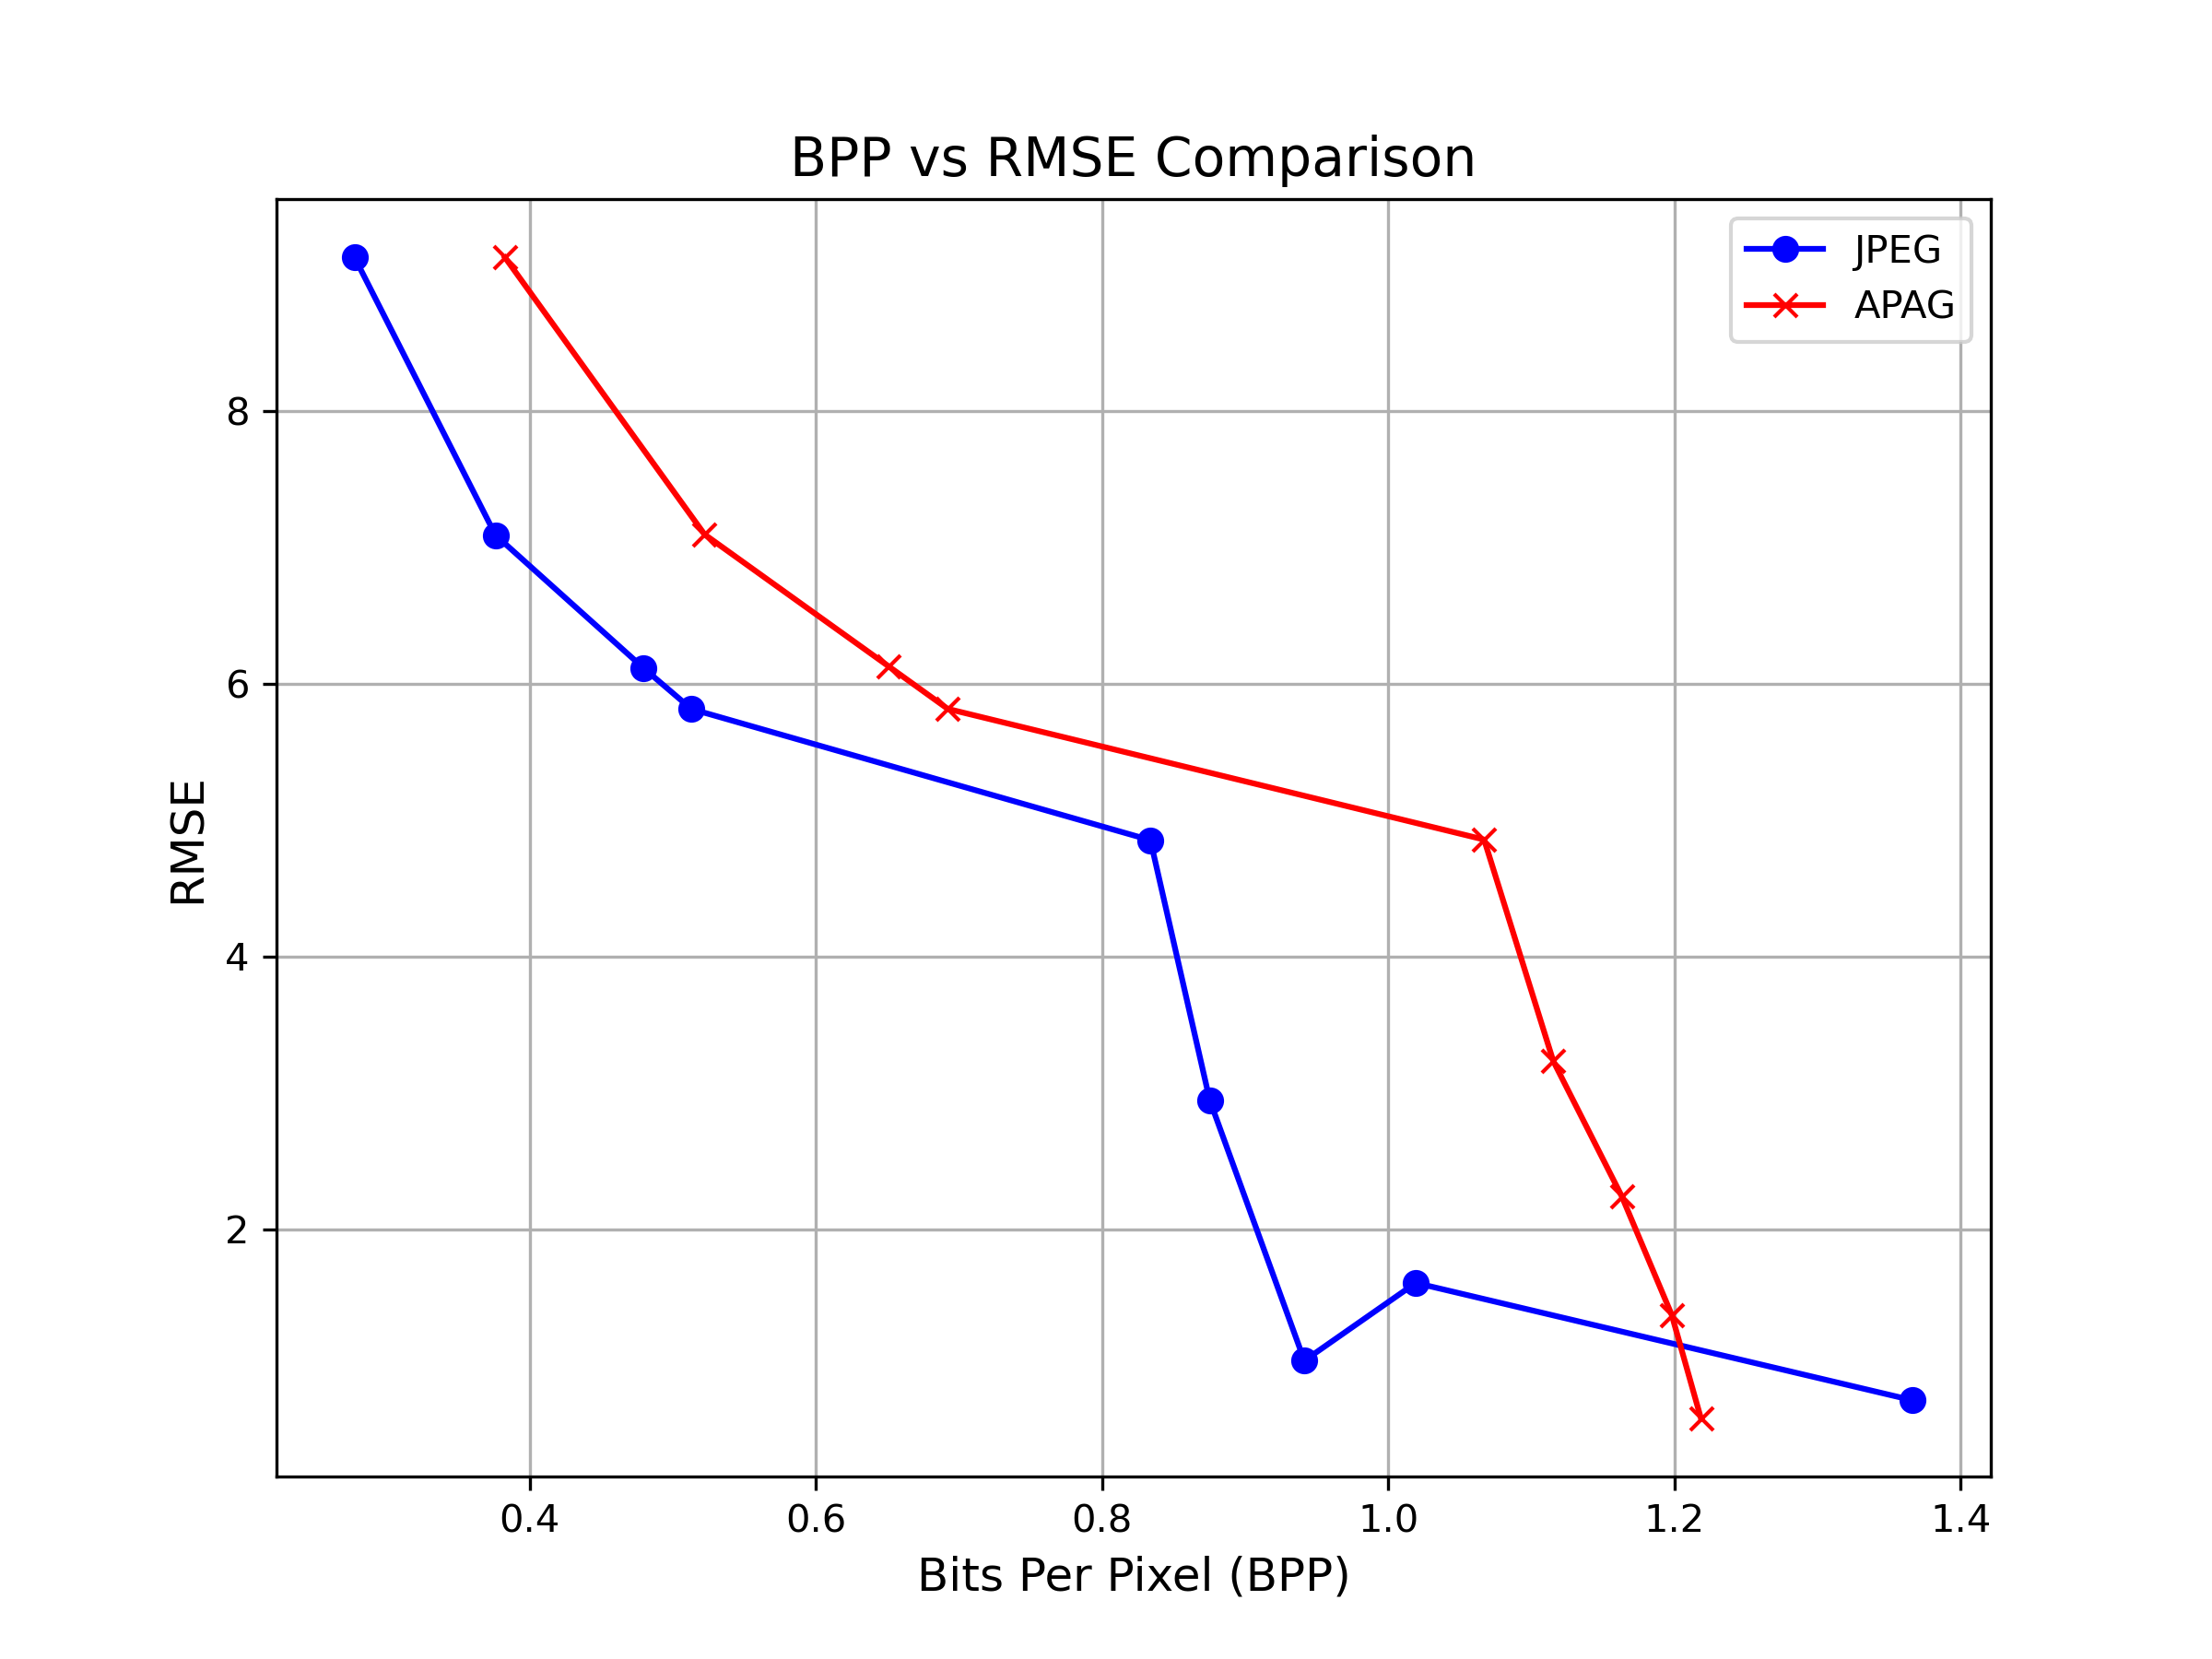 BPP vs RMSE Comparison
JPEG
APAG
8
6
4
2
RMSE
0.4 0.6 0.8 1.0 1.2 1.4
Bits Per Pixel (BPP)